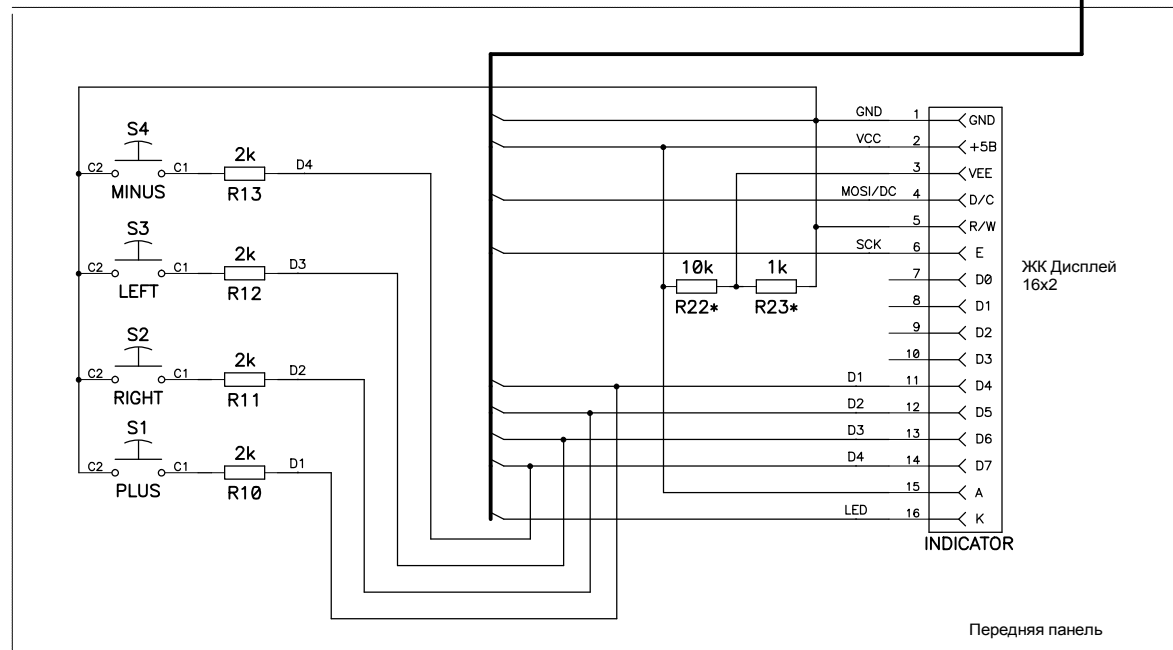 S4
C2
C1
MINUS
2k
R13
D4
S3
C2
C1
LEFT
2k
R12
D3
S2
C2
C1
RIGHT
2k
R11
D2
S1
C2
C1
PLUS
2k
R10
D1
10k
R22*
1k
R23*
GND 1 GND
VCC 2 +5В
3 VEE
MOSI/DC 4 D/C
5 R/W
SCK 6 E
7 D0
8 D1
9 D2
10 D3
D1 11 D4
D2 12 D5
D3 13 D6
D4 14 D7
15 A
LED 16 K
INDICATOR
ЖК Дисплей
16x2
Передняя панель